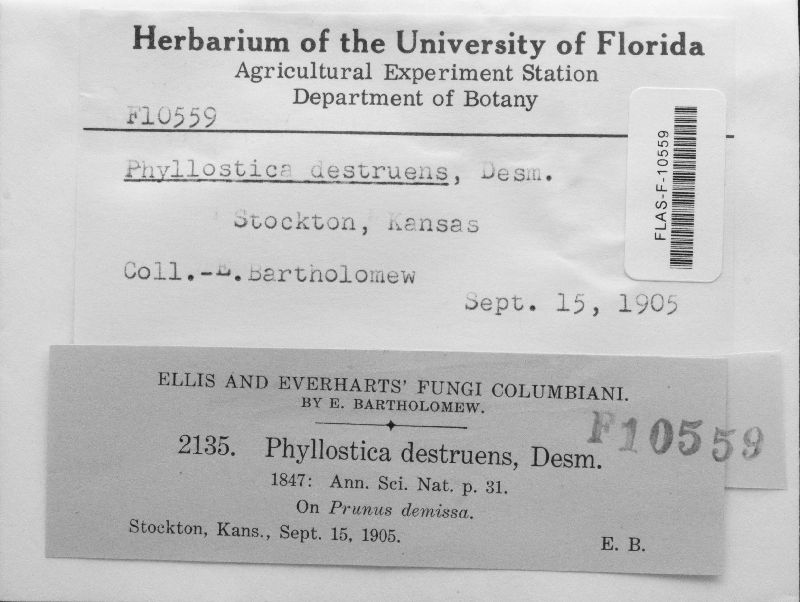 Herbarium of the University of Florida
Agricultural Experiment Station
Department of Botany
F10559
FLAS-F-10559
Phyllostica destruens, Desm.
Stockton, Kansas
Coll.-E.Bartholomew
Sept. 15, 1905
ELLIS AND EVERHARTS' FUNGI COLUMBIANI.
BY E. BARTHOLOMEW.
F10559
2135. Phyllostica destruens, Desm.
1847: Ann. Sci. Nat. p. 31.
On Prunus demissa.
Stockton, Kans., Sept. 15, 1905.
E. B.